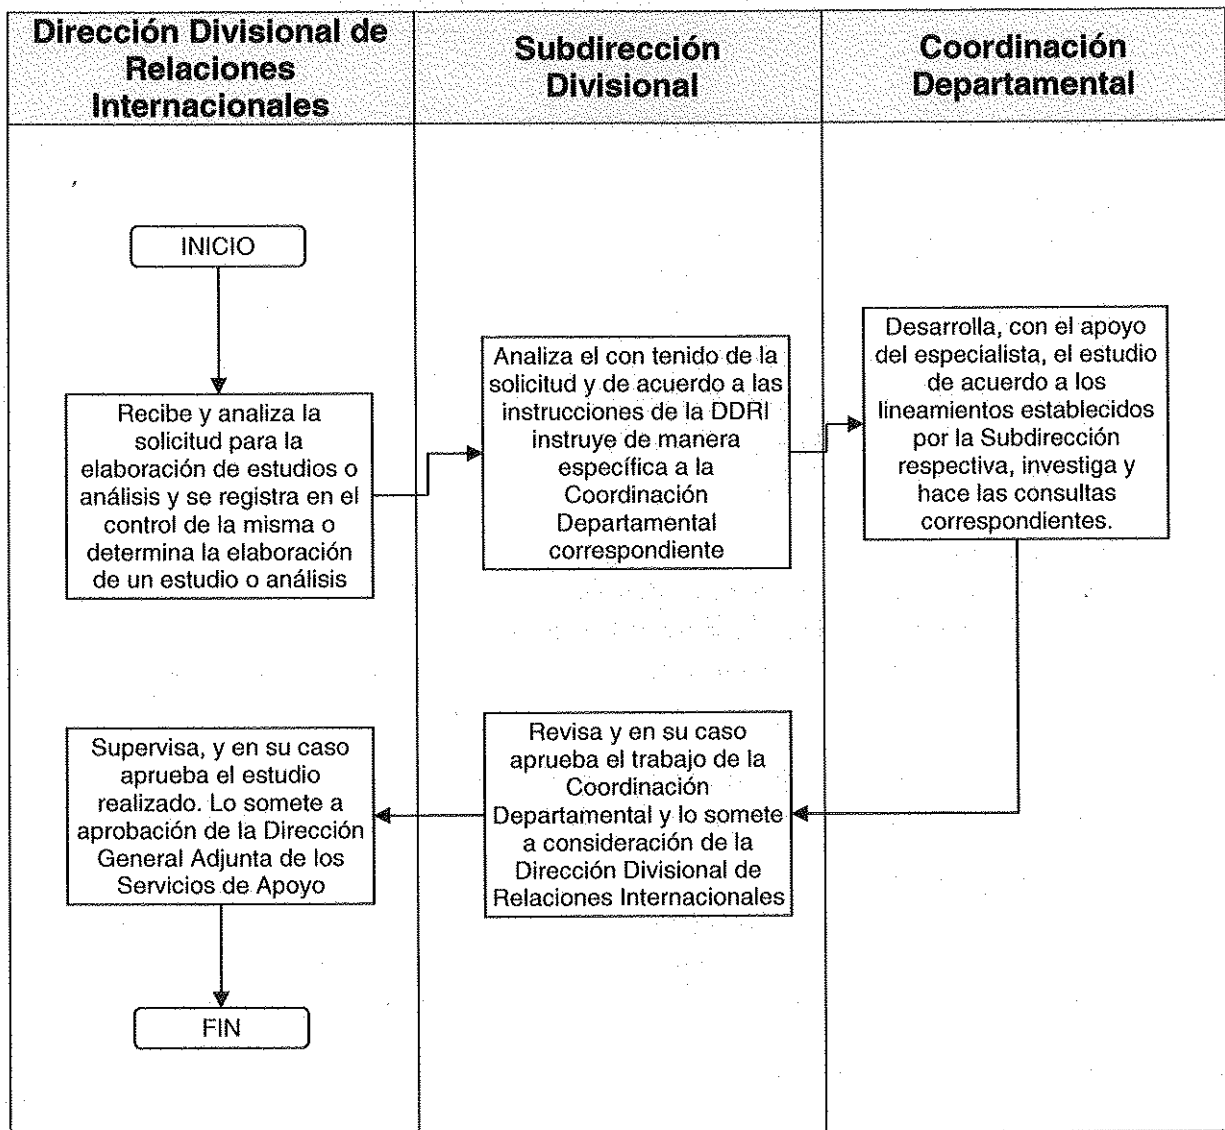 Dirección Divisional de
Relaciones
Internacionales
Subdirección
Divisional
Coordinación
Departamental
INICIO
Recibe y analiza la
solicitud para la
elaboración de estudios o
análisis y se registra en el
control de la misma o
determina la elaboración
de un estudio o análisis
Analiza el con tenido de la
solicitud y de acuerdo a las
instrucciones de la DDRI
instruye de manera
específica a la
Coordinación
Departamental
correspondiente
Desarrolla, con el apoyo
del especialista, el estudio
de acuerdo a los
lineamientos establecidos
por la Subdirección
respectiva, investiga y
hace las consultas
correspondientes.
Revisa y en su caso
aprueba el trabajo de la
Coordinación
Departamental y lo somete
a consideración de la
Dirección Divisional de
Relaciones Internacionales
Supervisa, y en su caso
aprueba el estudio
realizado. Lo somete a
aprobación de la Dirección
General Adjunta de los
Servicios de Apoyo
FIN